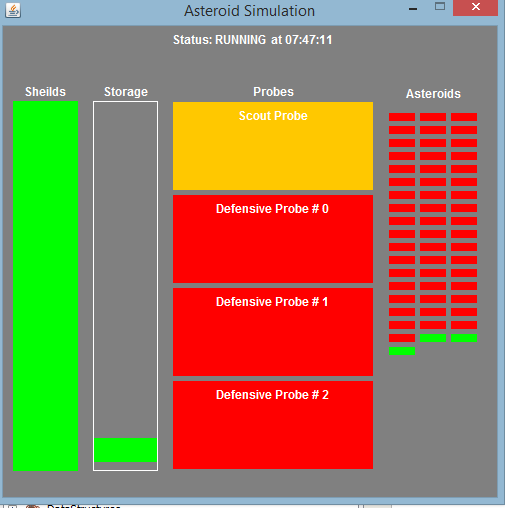 Asteroid Simulation
Status: RUNNING at 07:47:11
Sheilds
Storage
Probes
Asteroids
Scout Probe
Defensive Probe # 0
Defensive Probe # 1
Defensive Probe # 2
DataStructures